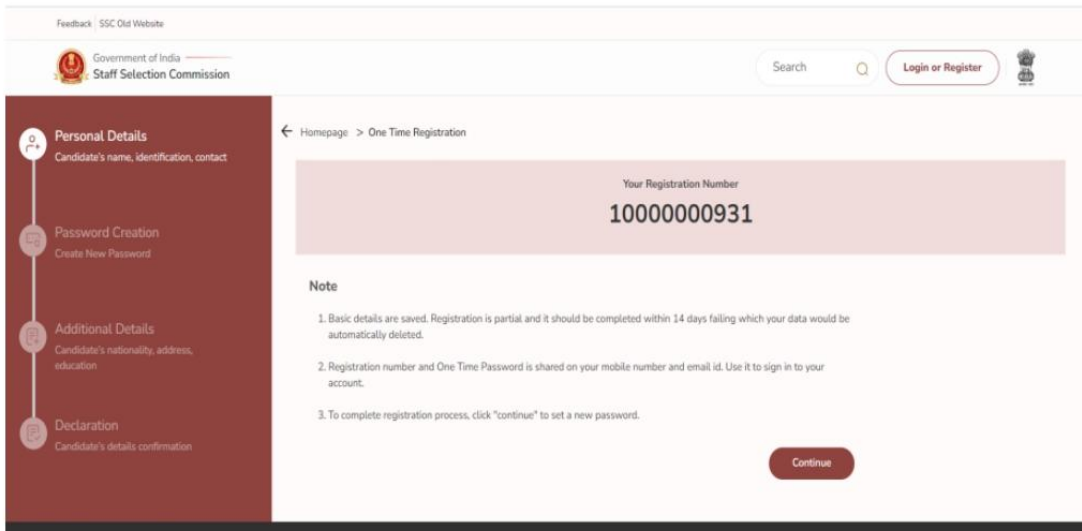 Feedback SSC Old Website
Government of India
Staff Selection Commission
Search
Login or Register
Personal Details
Candidate's name, identification, contact
Password Creation
Create New Password
Additional Details
Candidate's nationality, address,
education
Declaration
Candidate's details confirmation
Homepage > One Time Registration
Your Registration Number
10000000931
Note
1. Basic details are saved. Registration is partial and it should be completed within 14 days failing which your data would be
automatically deleted.
2. Registration number and One Time Password is shared on your mobile number and email id. Use it to sign in to your
account.
3. To complete registration process, click "continue" to set a new password.
Continue